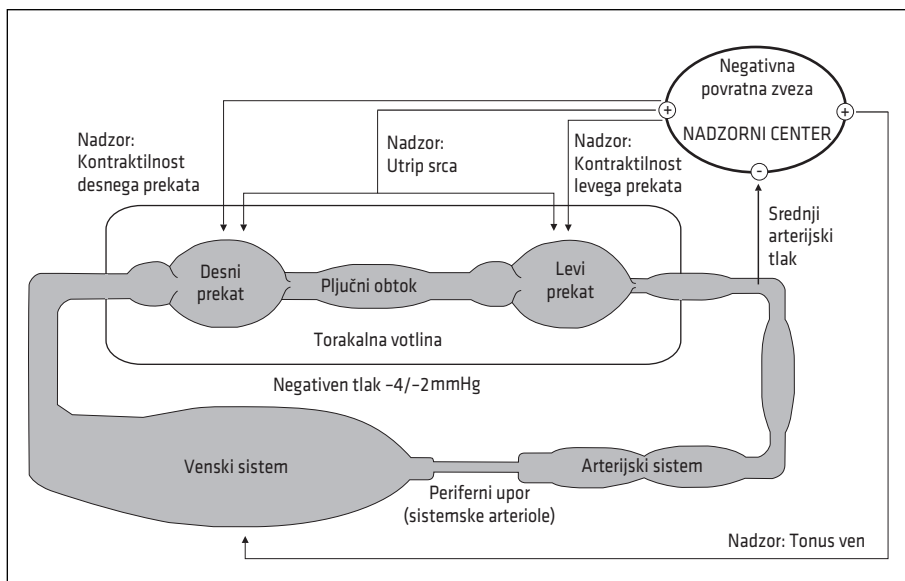 Negativna
povratna zveza
+
+
NADZORNI CENTER
-
Nadzor:
Kontraktilnost
desnega prekata
Nadzor:
Utrip srca
Nadzor:
Kontraktilnost
levega prekata
Srednji
arterijski
tlak
Desni
prekat
Pljučni obtok
Levi
prekat
Torakalna votlina
Negativen tlak –4/–2mmHg
Venski sistem
Arterijski sistem
Periferni upor
(sistemske arteriole)
Nadzor: Tonus ven